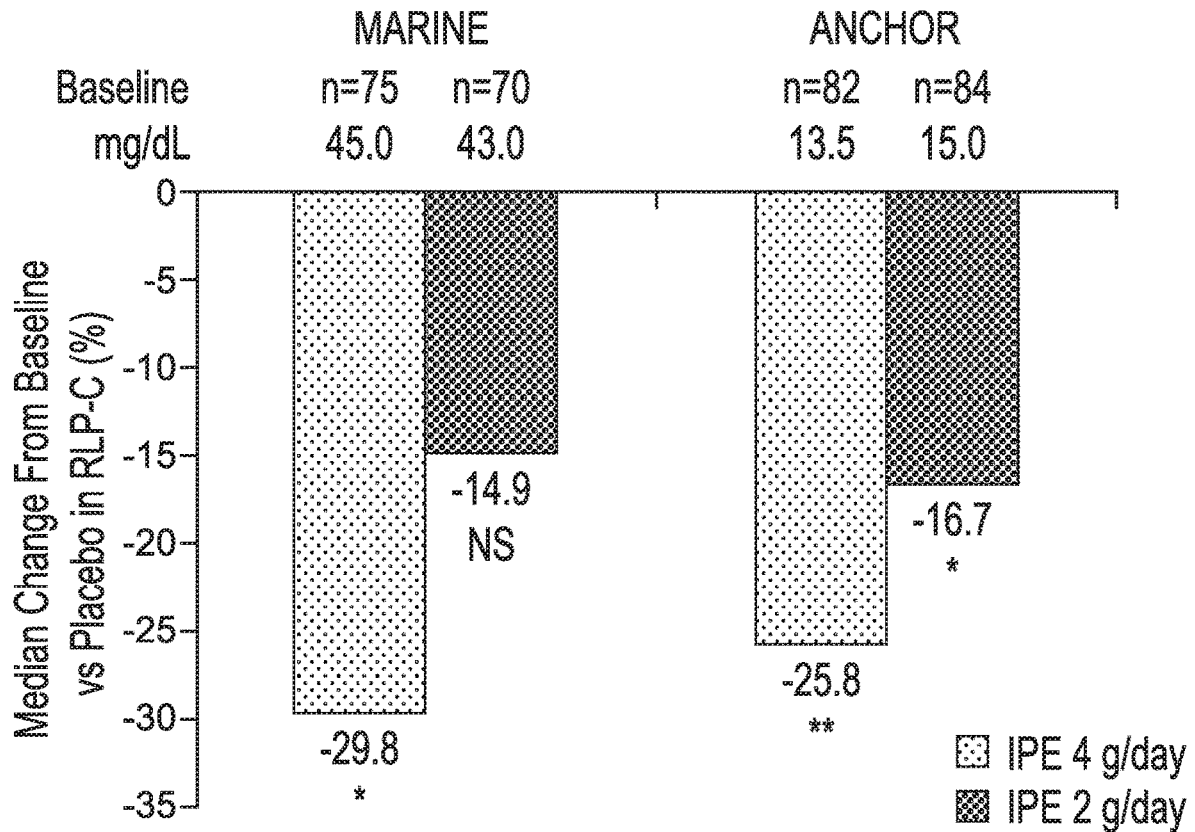 MARINE ANCHOR
Baseline n=75 n=70 n=82 n=84
mg/dL 45.0 43.0 13.5 15.0
Median Change From Baseline
vs Placebo in RLP-C (%)
0
-5
-10
-15
-20
-25
-30
-35
-14.9
NS
-16.7
*
-25.8
**
-29.8
*
IPE 4 g/day
IPE 2 g/day